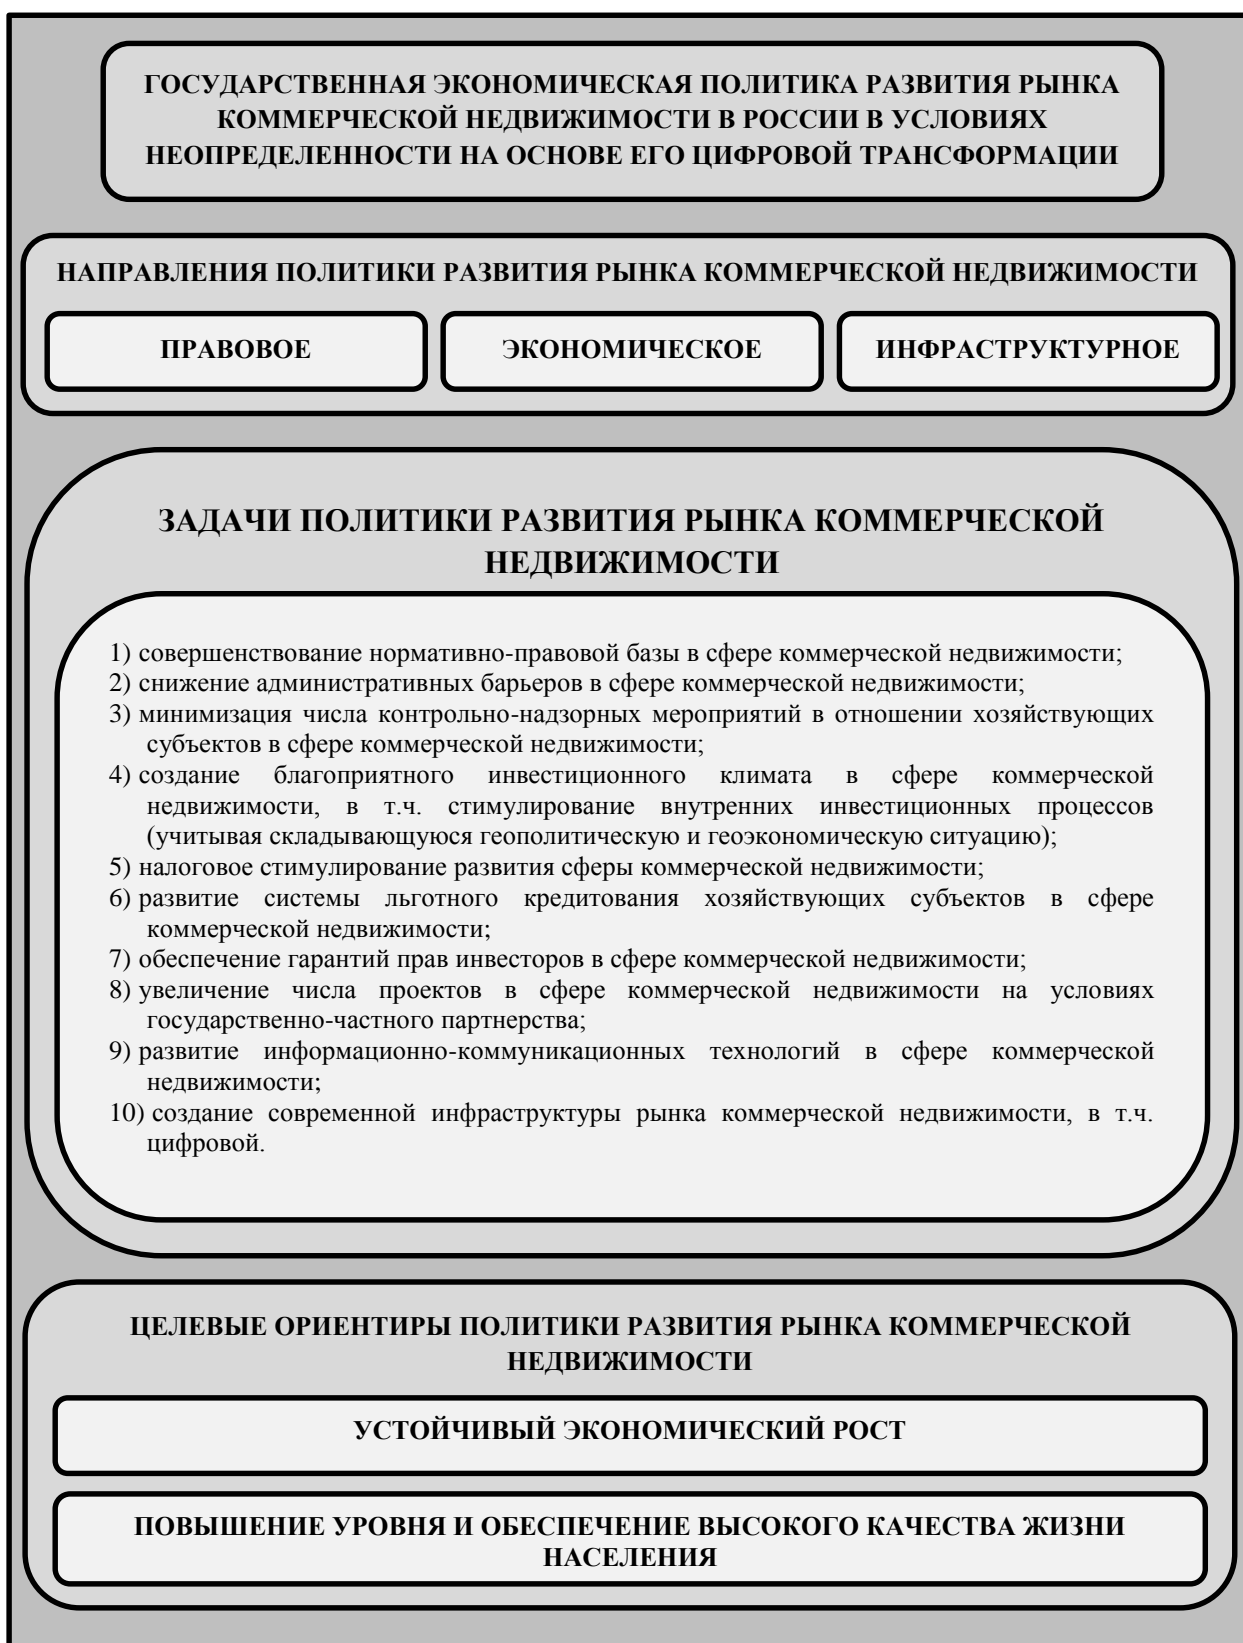 ГОСУДАРСТВЕННАЯ ЭКОНОМИЧЕСКАЯ ПОЛИТИКА РАЗВИТИЯ РЫНКА
КОММЕРЧЕСКОЙ НЕДВИЖИМОСТИ В РОССИИ В УСЛОВИЯХ
НЕОПРЕДЕЛЕННОСТИ НА ОСНОВЕ ЕГО ЦИФРОВОЙ ТРАНСФОРМАЦИИ
НАПРАВЛЕНИЯ ПОЛИТИКИ РАЗВИТИЯ РЫНКА КОММЕРЧЕСКОЙ НЕДВИЖИМОСТИ
ПРАВОВОЕ
ЭКОНОМИЧЕСКОЕ
ИНФРАСТРУКТУРНОЕ
ЗАДАЧИ ПОЛИТИКИ РАЗВИТИЯ РЫНКА КОММЕРЧЕСКОЙ
НЕДВИЖИМОСТИ
1) совершенствование нормативно-правовой базы в сфере коммерческой недвижимости;
2) снижение административных барьеров в сфере коммерческой недвижимости;
3) минимизация числа контрольно-надзорных мероприятий в отношении хозяйствующих
субъектов в сфере коммерческой недвижимости;
4) создание благоприятного инвестиционного климата в сфере коммерческой
недвижимости, в т.ч. стимулирование внутренних инвестиционных процессов
(учитывая складывающуюся геополитическую и геоэкономическую ситуацию);
5) налоговое стимулирование развития сферы коммерческой недвижимости;
6) развитие системы льготного кредитования хозяйствующих субъектов в сфере
коммерческой недвижимости;
7) обеспечение гарантий прав инвесторов в сфере коммерческой недвижимости;
8) увеличение числа проектов в сфере коммерческой недвижимости на условиях
государственно-частного партнерства;
9) развитие информационно-коммуникационных технологий в сфере коммерческой
недвижимости;
10) создание современной инфраструктуры рынка коммерческой недвижимости, в т.ч.
цифровой.
ЦЕЛЕВЫЕ ОРИЕНТИРЫ ПОЛИТИКИ РАЗВИТИЯ РЫНКА КОММЕРЧЕСКОЙ
НЕДВИЖИМОСТИ
УСТОЙЧИВЫЙ ЭКОНОМИЧЕСКИЙ РОСТ
ПОВЫШЕНИЕ УРОВНЯ И ОБЕСПЕЧЕНИЕ ВЫСОКОГО КАЧЕСТВА ЖИЗНИ
НАСЕЛЕНИЯ